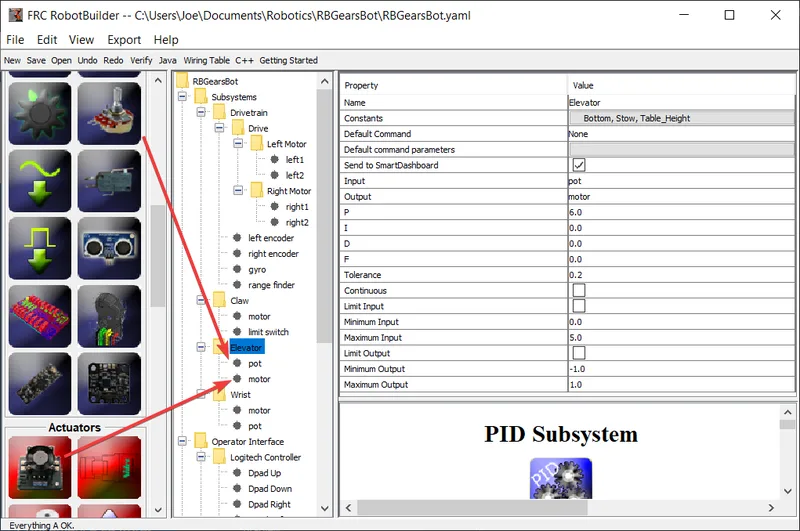 FRC RobotBuilder -- C:\Users\Joe\Documents\Robotics\RBGearsBot\RBGearsBot.yaml
File Edit View Export Help
New Save Open Undo Redo Verify Java Wiring Table C++ Getting Started
Actuators
RBGearsBot
Subsystems
Drivetrain
Drive
Left Motor
left1
left2
Right Motor
right1
right2
left encoder
right encoder
gyro
range finder
Claw
motor
limit switch
Elevator
pot
motor
Wrist
motor
pot
Operator Interface
Logitech Controller
Dpad Up
Dpad Down
Dpad Right
Property Value
Name Elevator
Constants Bottom, Stow, Table_Height
Default Command None
Default command parameters
Send to SmartDashboard
Input pot
Output motor
P 6.0
I 0.0
D 0.0
F 0.0
Tolerance 0.2
Continuous
Limit Input
Minimum Input 0.0
Maximum Input 5.0
Limit Output
Minimum Output -1.0
Maximum Output 1.0
PID Subsystem
PID
Everything A OK.